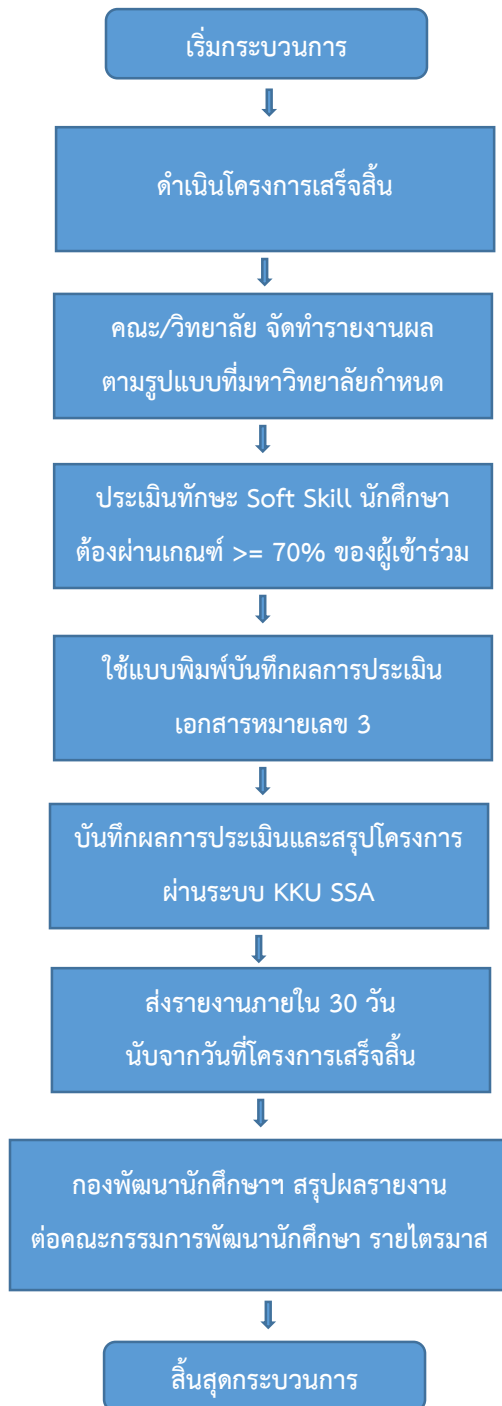 เริ่มกระบวนการ
ดำเนินโครงการเสร็จสิ้น
คณะ/วิทยาลัย จัดทำรายงานผล
ตามรูปแบบที่มหาวิทยาลัยกำหนด
ประเมินทักษะ Soft Skill นักศึกษา
ต้องผ่านเกณฑ์ >= 70% ของผู้เข้าร่วม
ใช้แบบพิมพ์บันทึกผลการประเมิน
เอกสารหมายเลข 3
บันทึกผลการประเมินและสรุปโครงการ
ผ่านระบบ KKU SSA
ส่งรายงานภายใน 30 วัน
นับจากวันที่โครงการเสร็จสิ้น
กองพัฒนานักศึกษาฯ สรุปผลรายงาน
ต่อคณะกรรมการพัฒนานักศึกษา รายไตรมาส
สิ้นสุดกระบวนการ